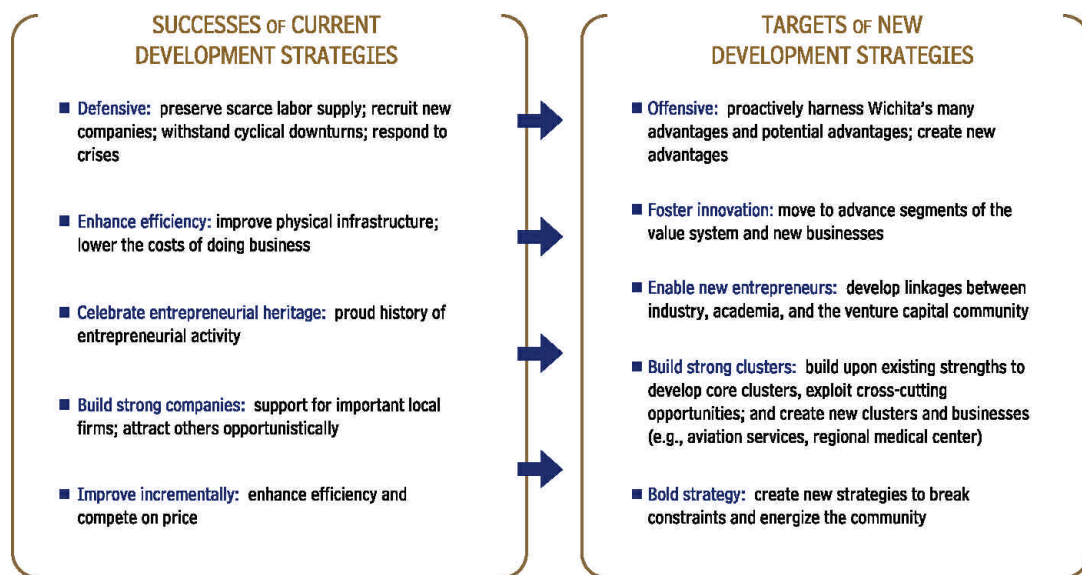 SUCCESSES OF CURRENT
DEVELOPMENT STRATEGIES
■ Defensive: preserve scarce labor supply; recruit new
companies; withstand cyclical downturns; respond to
crises
■ Enhance efficiency: improve physical infrastructure;
lower the costs of doing business
■ Celebrate entrepreneurial heritage: proud history of
entrepreneurial activity
■ Build strong companies: support for important local
firms; attract others opportunistically
■ Improve incrementally: enhance efficiency and
compete on price
TARGETS OF NEW
DEVELOPMENT STRATEGIES
■ Offensive: proactively harness Wichita's many
advantages and potential advantages; create new
advantages
■ Foster innovation: move to advance segments of the
value system and new businesses
■ Enable new entrepreneurs: develop linkages between
industry, academia, and the venture capital community
■ Build strong clusters: build upon existing strengths to
develop core clusters, exploit cross-cutting
opportunities; and create new clusters and businesses
(e.g., aviation services, regional medical center)
■ Bold strategy: create new strategies to break
constraints and energize the community